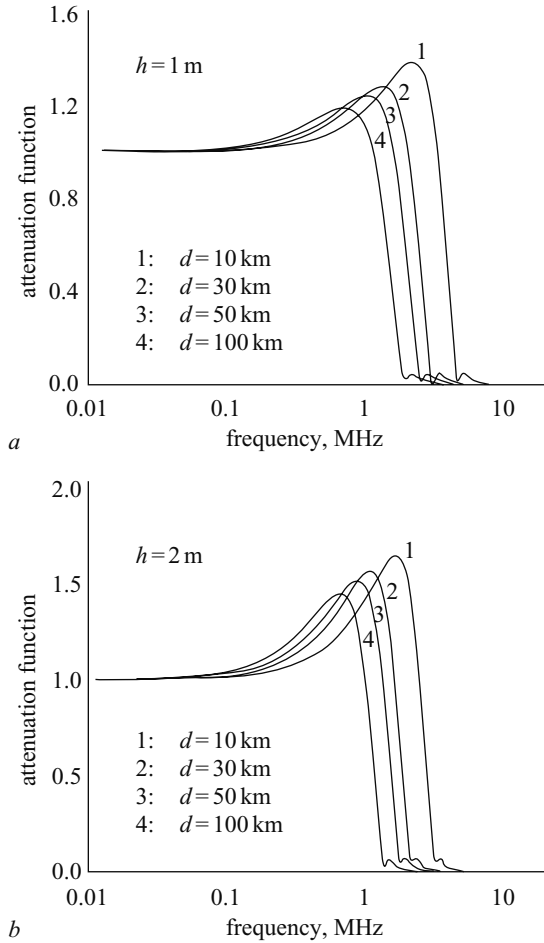 1.6
h = 1 m
1
1.2
2
3
4
attenuation function
0.8
1: d = 10 km
2: d = 30 km
0.4
3: d = 50 km
4: d = 100 km
0.0
0.01 0.1 1 10
a
frequency, MHz
2.0
h = 2 m
1
1.5
2
3
4
attenuation function
1.0
1: d = 10 km
2: d = 30 km
0.5
3: d = 50 km
4: d = 100 km
0.0
0.01 0.1 1 10
b
frequency, MHz